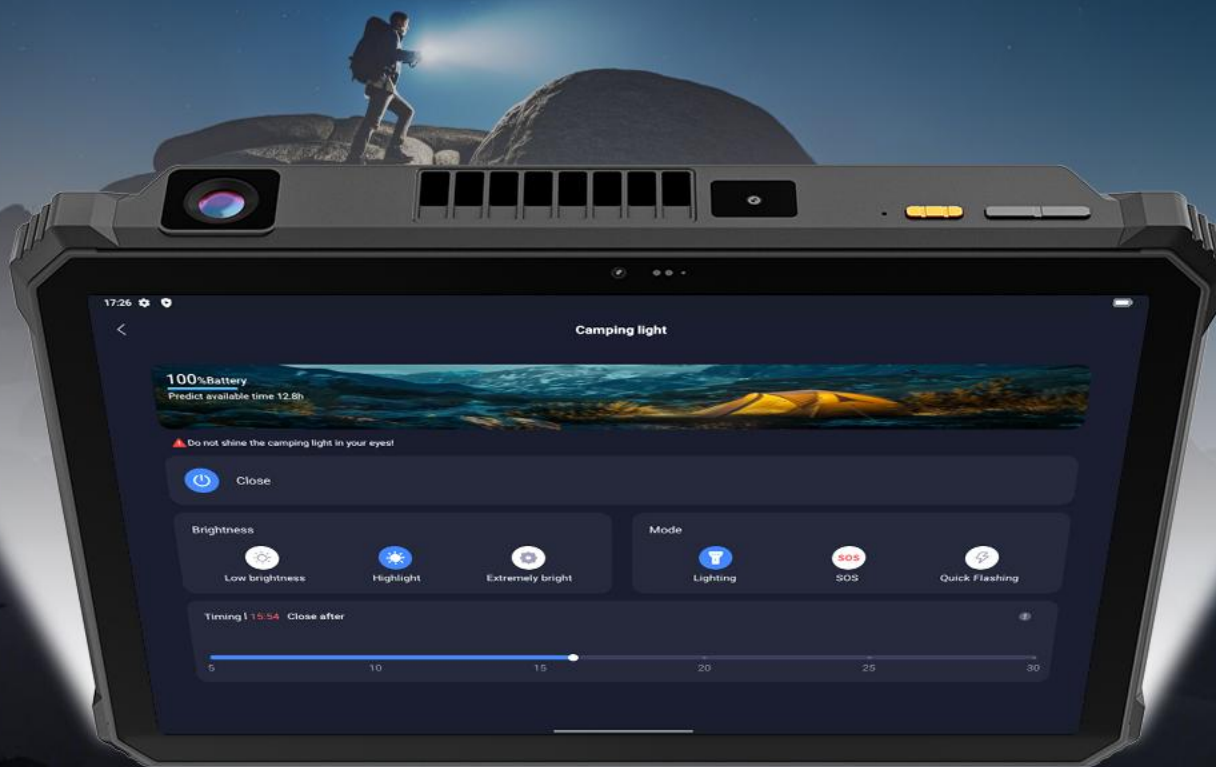 17:26
Camping light
100%Battery
Predict available time 12.8h
Do not shine the camping light in your eyes!
Close
Brightness
Mode
Low brightness
Highlight
Extremely bright
Lighting
SOS
SOS
Quick Flashing
Timing | 15:54 Close after
5 10 15 20 25 30